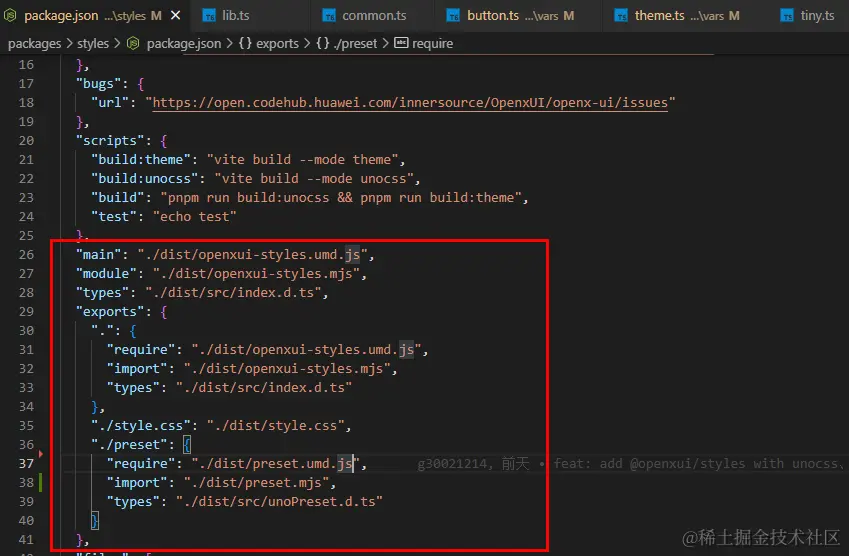 package.json ...\styles M lib.ts common.ts button.ts ...\vars M theme.ts ...\vars M tiny.ts
packages > styles > package.json > { } exports > { } ./preset > abc require
16 },
17 "bugs": {
18 "url": "https://open.codehub.huawei.com/innersource/OpenxUI/openx-ui/issues"
19 },
20 "scripts": {
21 "build:theme": "vite build --mode theme",
22 "build:unocss": "vite build --mode unocss",
23 "build": "pnpm run build:unocss && pnpm run build:theme",
24 "test": "echo test"
25 },
26 "main": "./dist/openxui-styles.umd.js",
27 "module": "./dist/openxui-styles.mjs",
28 "types": "./dist/src/index.d.ts",
29 "exports": {
30 ".": {
31 "require": "./dist/openxui-styles.umd.js",
32 "import": "./dist/openxui-styles.mjs",
33 "types": "./dist/src/index.d.ts"
34 },
35 "./style.css": "./dist/style.css",
36 "./preset": {
37 "require": "./dist/preset.umd.js", g30021214, 前天 • feat: add @openxui/styles with unocss、
38 "import": "./dist/preset.mjs",
39 "types": "./dist/src/unoPreset.d.ts"
40 }
41 },
@稀土掘金技术社区